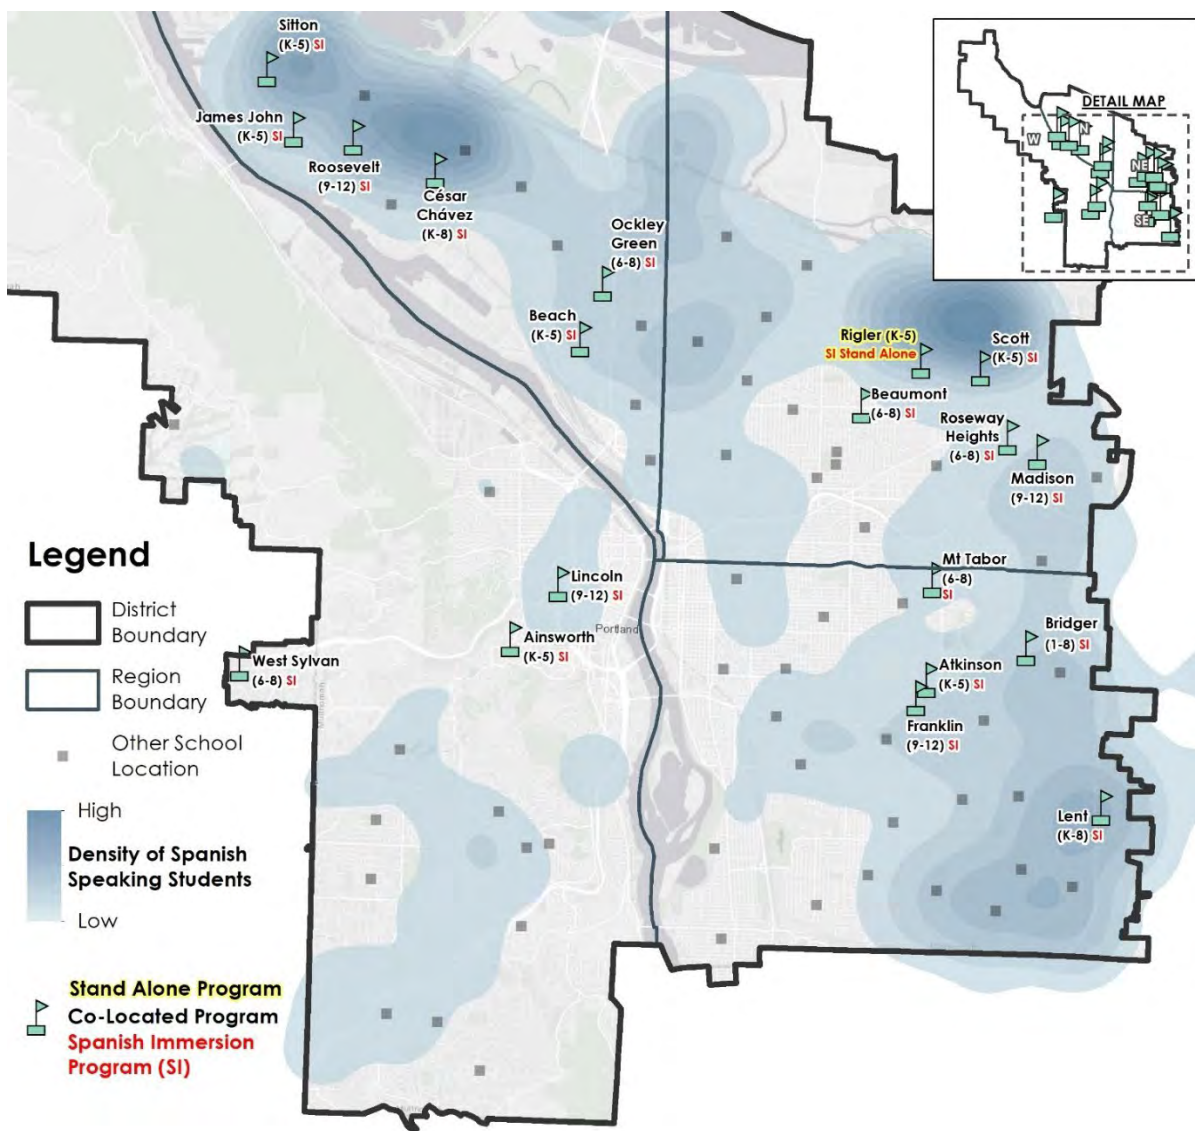 Sitton
(K-5) SI
James John
(K-5) SI
Roosevelt
(9-12) SI
César
Chávez
(K-8) SI
Ockley
Green
(6-8) SI
Beach
(K-5) SI
Rigler (K-5)
SI Stand Alone
Scott
(K-5) SI
Beaumont
(6-8) SI
Roseway
Heights
(6-8) SI
Madison
(9-12) SI
Lincoln
(9-12) SI
Ainsworth
(K-5) SI
Portland
West Sylvan
(6-8) SI
Mt Tabor
(6-8)
SI
Bridger
(1-8) SI
Atkinson
(K-5) SI
Franklin
(9-12) SI
Lent
(K-8) SI
DETAIL MAP
W
N
NE
SE
Legend
District
Boundary
Region
Boundary
Other School
Location
High
Density of Spanish
Speaking Students
Low
Stand Alone Program
Co-Located Program
Spanish Immersion
Program (SI)